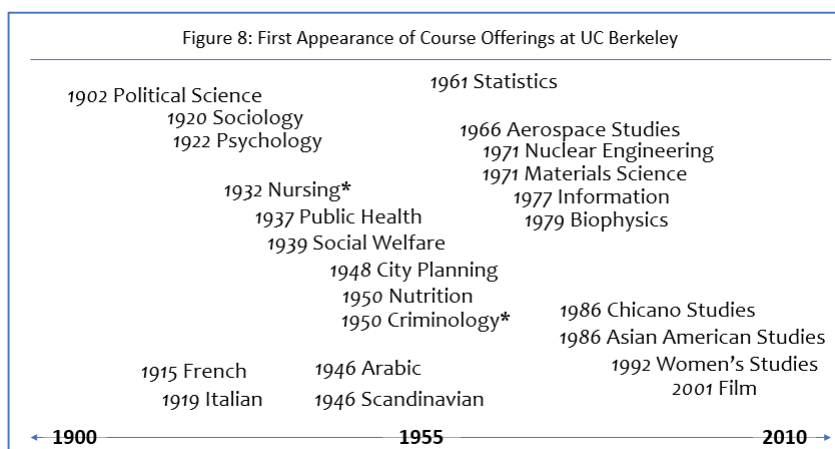 Figure 8: First Appearance of Course Offerings at UC Berkeley
1961 Statistics
1902 Political Science
1920 Sociology
1922 Psychology
1966 Aerospace Studies
1971 Nuclear Engineering
1971 Materials Science
1977 Information
1979 Biophysics
1932 Nursing*
1937 Public Health
1939 Social Welfare
1948 City Planning
1950 Nutrition
1950 Criminology*
1986 Chicano Studies
1986 Asian American Studies
1992 Women’s Studies
2001 Film
1915 French
1919 Italian
1946 Arabic
1946 Scandinavian
1900 1955 2010